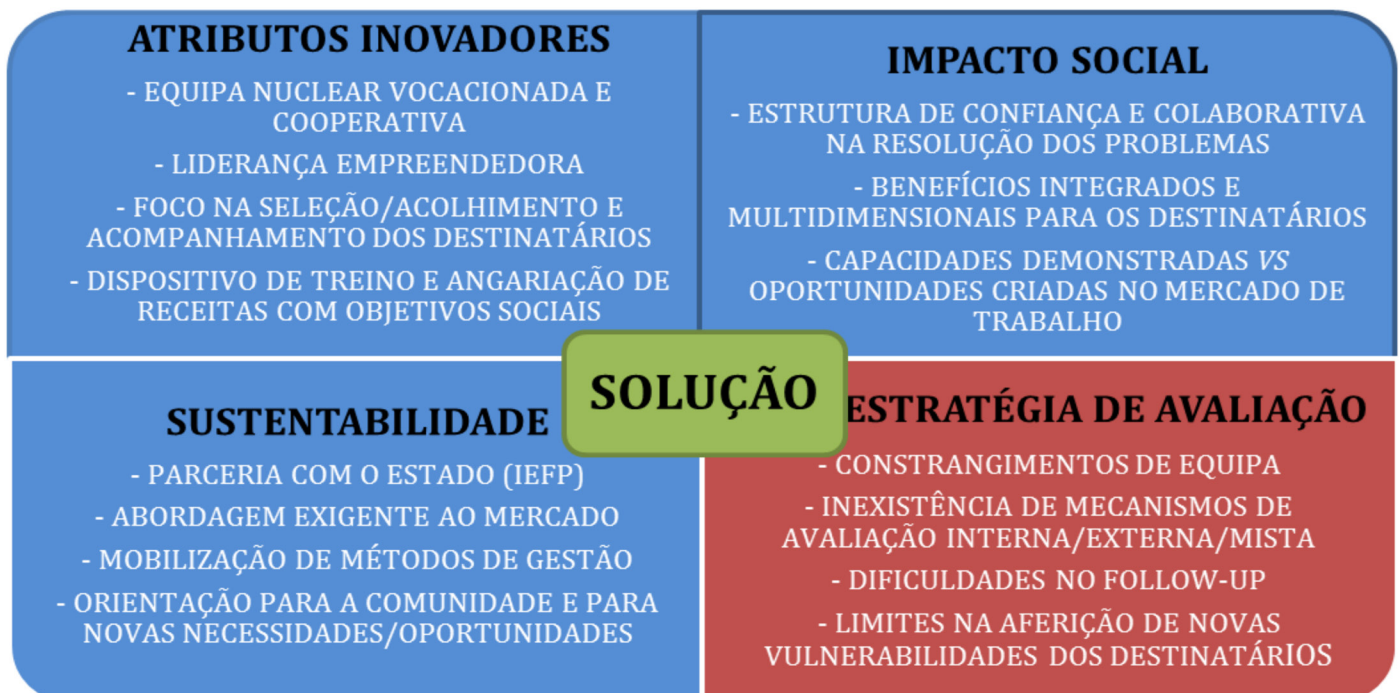 ATRIBUTOS INOVADORES
- EQUIPA NUCLEAR VOCACIONADA E
COOPERATIVA
- LIDERANÇA EMPREENDEDORA
- FOCO NA SELEÇÃO/ACOLHIMENTO E
ACOMPANHAMENTO DOS DESTINATÁRIOS
- DISPOSITIVO DE TREINO E ANGARIAÇÃO DE
RECEITAS COM OBJETIVOS SOCIAIS
IMPACTO SOCIAL
- ESTRUTURA DE CONFIANÇA E COLABORATIVA
NA RESOLUÇÃO DOS PROBLEMAS
- BENEFÍCIOS INTEGRADOS E
MULTIDIMENSIONAIS PARA OS DESTINATÁRIOS
- CAPACIDADES DEMONSTRADAS VS
OPORTUNIDADES CRIADAS NO MERCADO DE
TRABALHO
SOLUÇÃO
SUSTENTABILIDADE
- PARCERIA COM O ESTADO (IEFP)
- ABORDAGEM EXIGENTE AO MERCADO
- MOBILIZAÇÃO DE MÉTODOS DE GESTÃO
- ORIENTAÇÃO PARA A COMUNIDADE E PARA
NOVAS NECESSIDADES/OPORTUNIDADES
ESTRATÉGIA DE AVALIAÇÃO
- CONSTRANGIMENTOS DE EQUIPA
- INEXISTÊNCIA DE MECANISMOS DE
AVALIAÇÃO INTERNA/EXTERNA/MISTA
- DIFICULDADES NO FOLLOW-UP
- LIMITES NA AFERIÇÃO DE NOVAS
VULNERABILIDADES DOS DESTINATÁRIOS